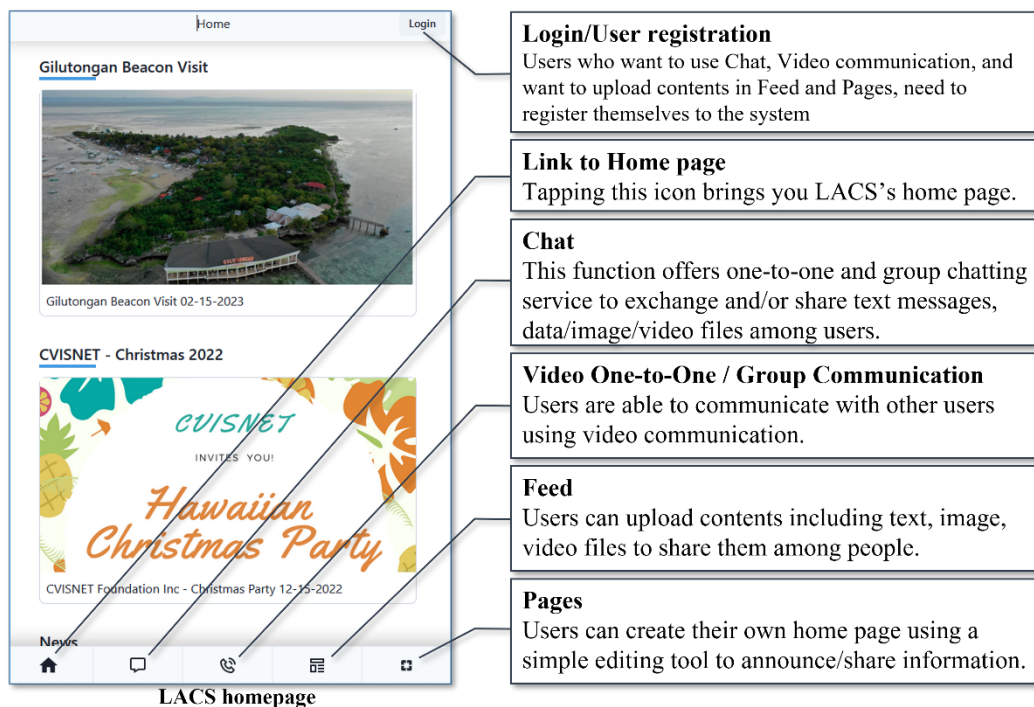 Home
Login
Gilutongan Beacon Visit
GILUTONGAN
Gilutongan Beacon Visit 02-15-2023
CVISNET - Christmas 2022
CVISNET
INVITES YOU!
Hawaiian
Christmas Party
CVISNET Foundation Inc - Christmas Party 12-15-2022
News
LACS homepage
Login/User registration
Users who want to use Chat, Video communication, and
want to upload contents in Feed and Pages, need to
register themselves to the system
Link to Home page
Tapping this icon brings you LACS’s home page.
Chat
This function offers one-to-one and group chatting
service to exchange and/or share text messages,
data/image/video files among users.
Video One-to-One / Group Communication
Users are able to communicate with other users
using video communication.
Feed
Users can upload contents including text, image,
video files to share them among people.
Pages
Users can create their own home page using a
simple editing tool to announce/share information.